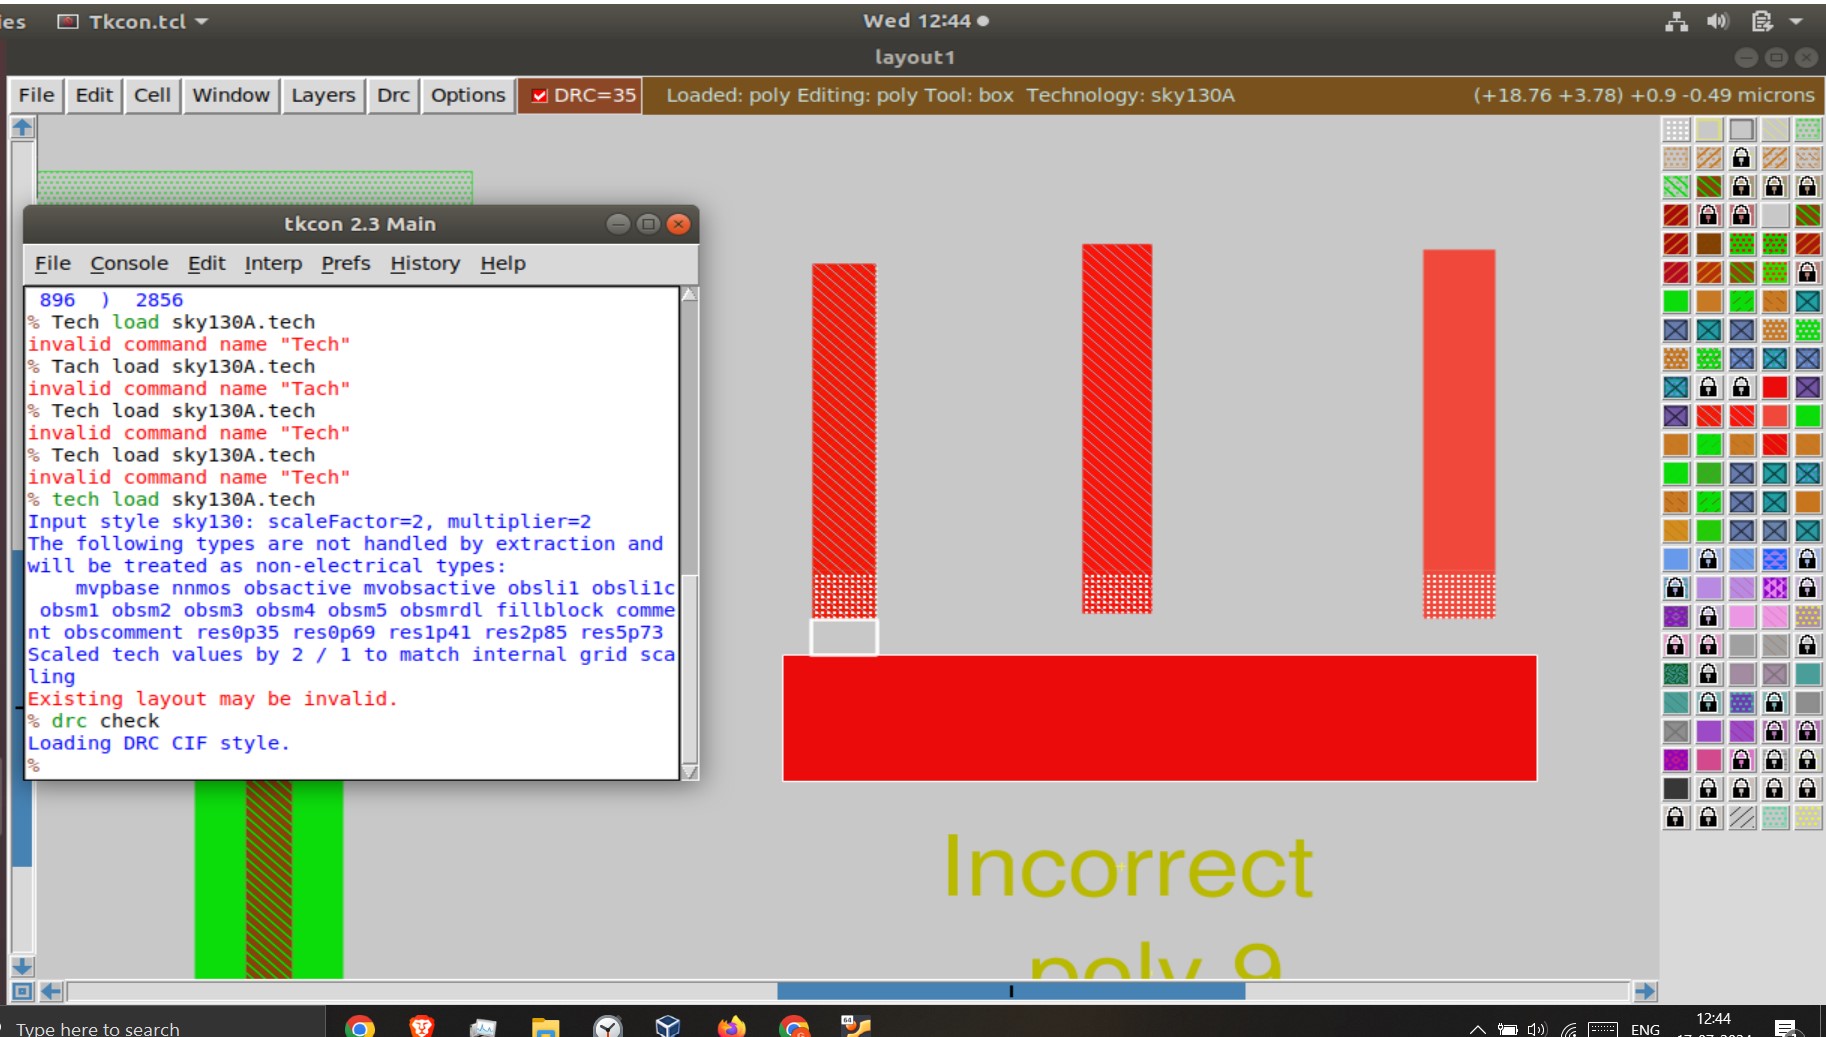 ies Tkcon.tcl Wed 12:44
layout1
File Edit Cell Window Layers Drc Options DRC=35 Loaded: poly Editing: poly Tool: box Technology: sky130A (+18.76 +3.78) +0.9 -0.49 microns
tkcon 2.3 Main
File Console Edit Interp Prefs History Help
896 ) 2856
% Tech load sky130A.tech
invalid command name "Tech"
% Tach load sky130A.tech
invalid command name "Tach"
% Tech load sky130A.tech
invalid command name "Tech"
% Tech load sky130A.tech
invalid command name "Tech"
% tech load sky130A.tech
Input style sky130: scaleFactor=2, multiplier=2
The following types are not handled by extraction and
will be treated as non-electrical types:
mvpbase nnmos obsactive mvobsactive obsli1 obsli1c
obsm1 obsm2 obsm3 obsm4 obsm5 obsmrdl fillblock comme
nt obscomment res0p35 res0p69 res1p41 res2p85 res5p73
Scaled tech values by 2 / 1 to match internal grid sca
ling
Existing layout may be invalid.
% drc check
Loading DRC CIF style.
%
Incorrect
poly 9
Type here to search
64
ENG
12:44